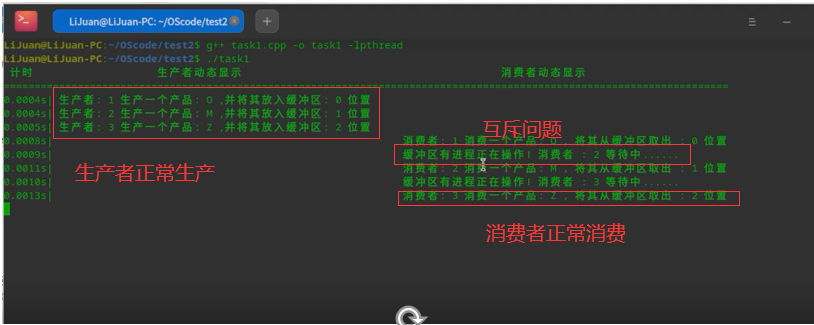 LiJuan@LiJuan-PC: ~/OScode/test2
LiJuan@LiJuan-PC:~/OScode/test2$ g++ task1.cpp -o task1 -lpthread
LiJuan@LiJuan-PC:~/OScode/test2$ ./task1
计时 生产者动态显示 消费者动态显示
0.0004s| 生产者: 1 生产一个产品: O ,并将其放入缓冲区: 0 位置
0.0004s| 生产者: 2 生产一个产品: M ,并将其放入缓冲区: 1 位置
0.0005s| 生产者: 3 生产一个产品: Z ,并将其放入缓冲区: 2 位置
互斥问题
0.0008s| 消费者: 1 消费一个产品: O , 将其从缓冲区取出 : 0 位置
0.0009s| 缓冲区有进程正在操作! 消费者 : 2 等待中......
0.0011s| 消费者: 2 消费一个产品: M , 将其从缓冲区取出 : 1 位置
生产者正常生产
0.0010s| 缓冲区有进程正在操作! 消费者 : 3 等待中......
0.0013s| 消费者: 3 消费一个产品: Z , 将其从缓冲区取出 : 2 位置
消费者正常消费